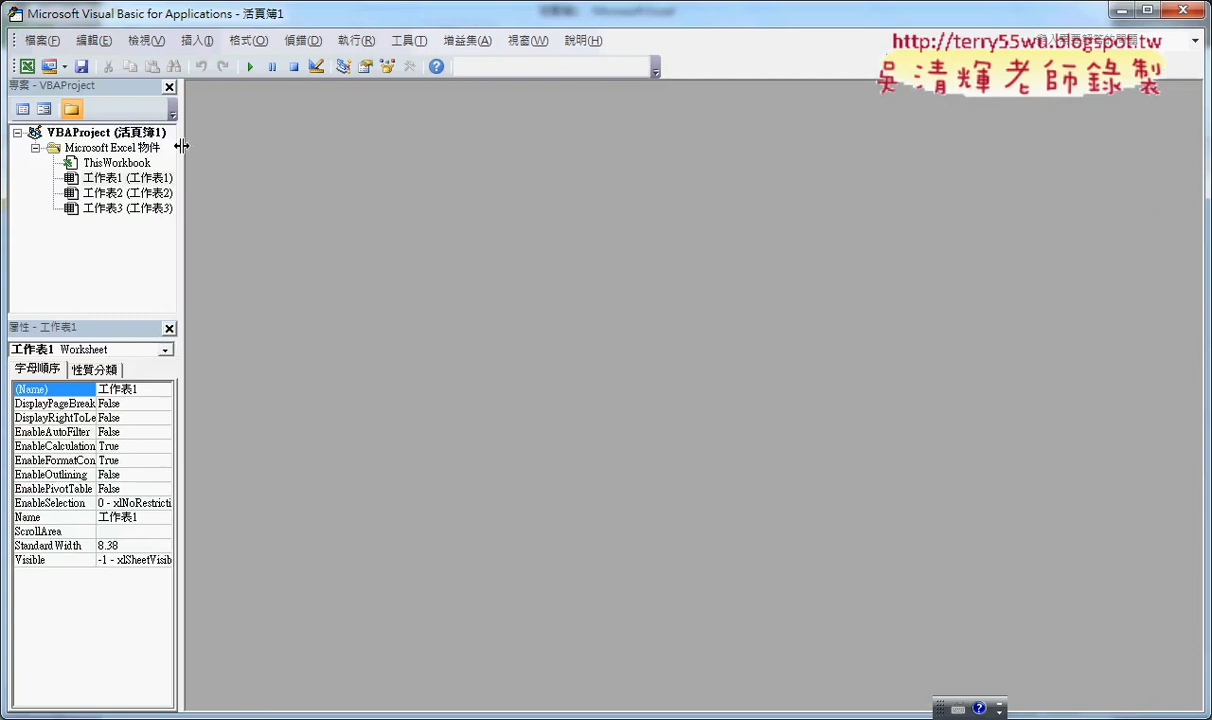 Microsoft Visual Basic for Applications - 活頁簿1
檔案(F) 編輯(E) 檢視(V) 插入(I) 格式(O) 偵錯(D) 執行(R) 工具(T) 增益集(A) 視窗(W) 說明(H)
http://terry55wu.blogspot.tw
吳清輝老師錄製
專案 - VBAProject
VBAProject (活頁簿1)
Microsoft Excel 物件
ThisWorkbook
工作表1 (工作表1)
工作表2 (工作表2)
工作表3 (工作表3)
屬性 - 工作表1
工作表1 Worksheet
字母順序 性質分類
(Name) 工作表1
DisplayPageBreak False
DisplayRightToLe False
EnableAutoFilter False
EnableCalculation True
EnableFormatCon True
EnableOutlining False
EnablePivotTable False
EnableSelection 0 - xlNoRestricti
Name 工作表1
ScrollArea
StandardWidth 8.38
Visible -1 - xlSheetVisib